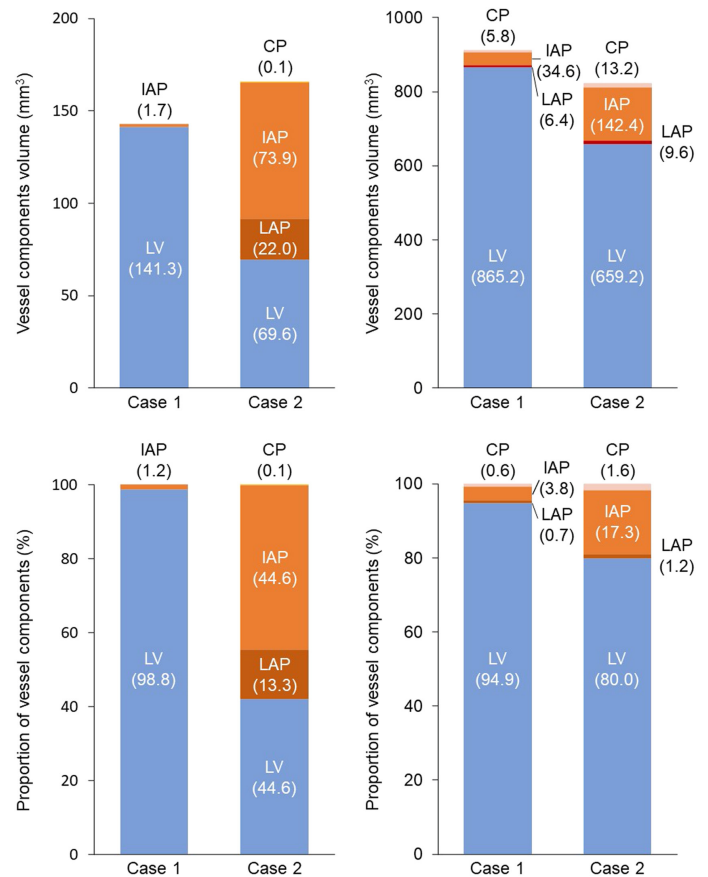 Vessel components volume (mm³)
200
150
100
50
0
IAP
(1.7)
LV
(141.3)
CP
(0.1)
IAP
(73.9)
LAP
(22.0)
LV
(69.6)
Case 1
Case 2
Vessel components volume (mm³)
1000
800
600
400
200
0
CP
(5.8)
IAP
(34.6)
LAP
(6.4)
LV
(865.2)
CP
(13.2)
IAP
(142.4)
LAP
(9.6)
LV
(659.2)
Case 1
Case 2
Proportion of vessel components (%)
100
80
60
40
20
0
IAP
(1.2)
LV
(98.8)
CP
(0.1)
IAP
(44.6)
LAP
(13.3)
LV
(44.6)
Case 1
Case 2
Proportion of vessel components (%)
100
80
60
40
20
0
CP
(0.6)
IAP
(3.8)
LAP
(0.7)
LV
(94.9)
CP
(1.6)
IAP
(17.3)
LAP
(1.2)
LV
(80.0)
Case 1
Case 2